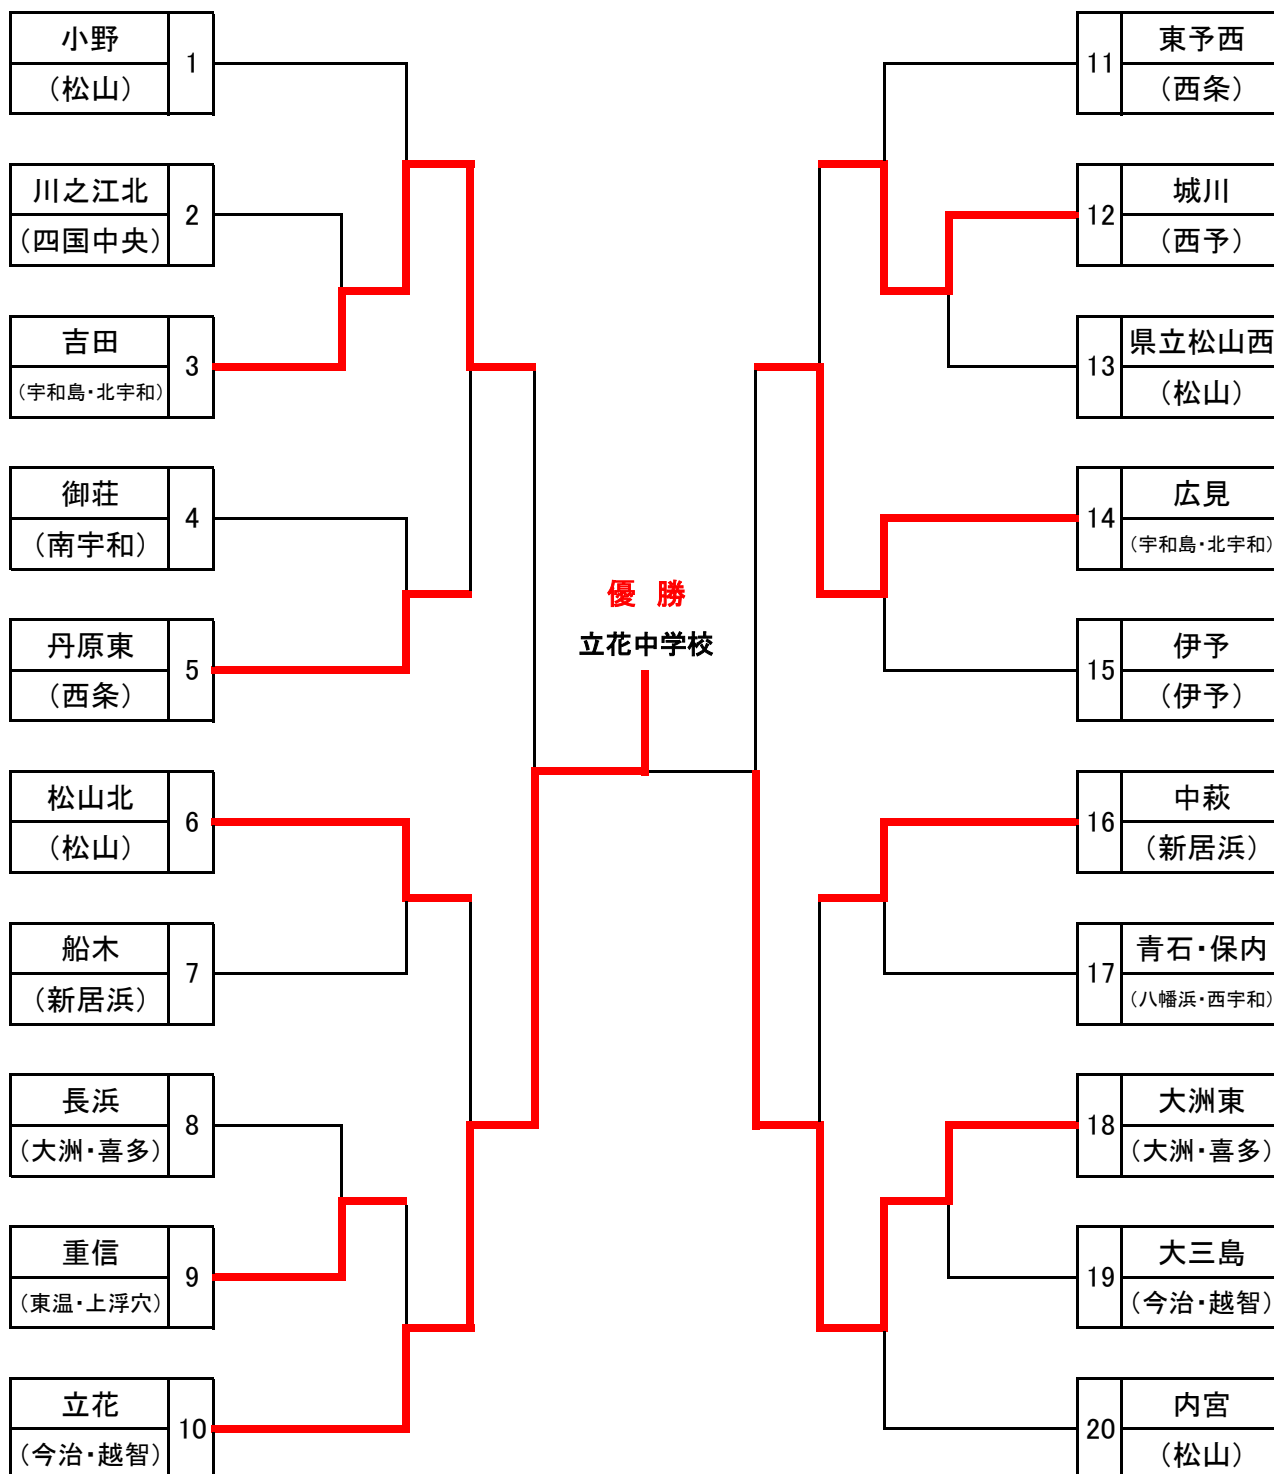 小野
1
(松山)
川之江北
2
(四国中央)
吉田
3
(宇和島・北宇和)
御荘
4
(南宇和)
丹原東
5
(西条)
松山北
6
(松山)
船木
7
(新居浜)
長浜
8
(大洲・喜多)
重信
9
(東温・上浮穴)
立花
10
(今治・越智)
優 勝
立花中学校
東予西
11
(西条)
城川
12
(西予)
県立松山西
13
(松山)
広見
14
(宇和島・北宇和)
伊予
15
(伊予)
中萩
16
(新居浜)
青石・保内
17
(八幡浜・西宇和)
大洲東
18
(大洲・喜多)
大三島
19
(今治・越智)
内宮
20
(松山)